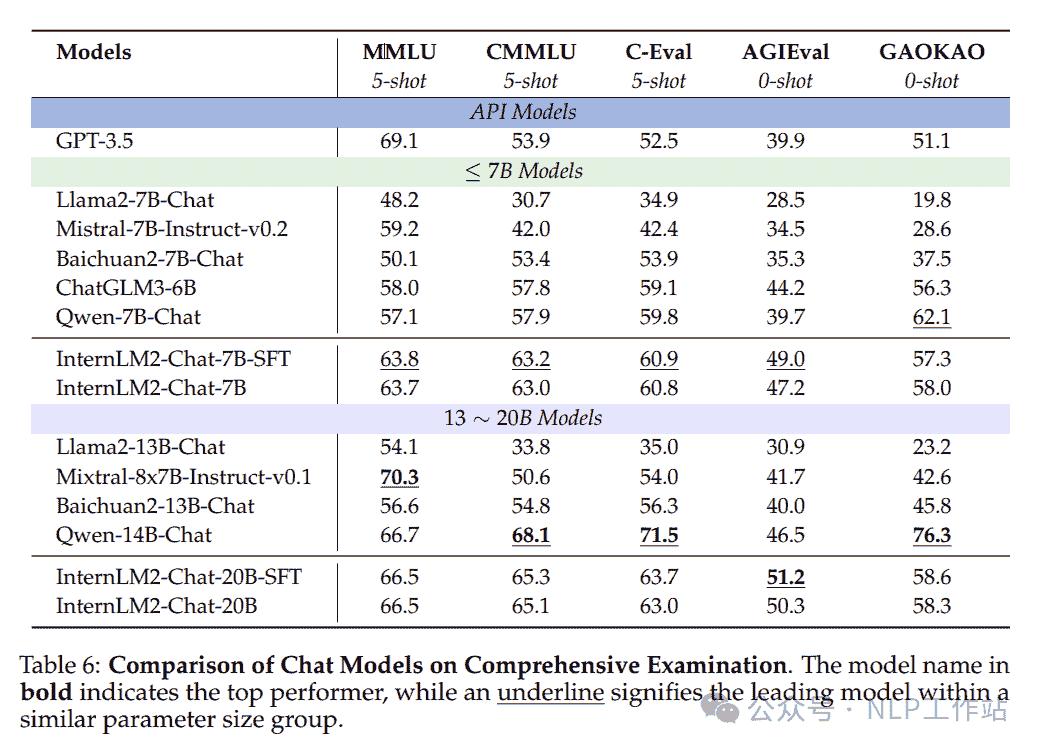 Models MMLU CMMLU C-Eval AGIEval GAOKAO
5-shot 5-shot 5-shot 0-shot 0-shot
API Models
GPT-3.5 69.1 53.9 52.5 39.9 51.1
≤ 7B Models
Llama2-7B-Chat 48.2 30.7 34.9 28.5 19.8
Mistral-7B-Instruct-v0.2 59.2 42.0 42.4 34.5 28.6
Baichuan2-7B-Chat 50.1 53.4 53.9 35.3 37.5
ChatGLM3-6B 58.0 57.8 59.1 44.2 56.3
Qwen-7B-Chat 57.1 57.9 59.8 39.7 62.1
InternLM2-Chat-7B-SFT 63.8 63.2 60.9 49.0 57.3
InternLM2-Chat-7B 63.7 63.0 60.8 47.2 58.0
13 ∼ 20B Models
Llama2-13B-Chat 54.1 33.8 35.0 30.9 23.2
Mixtral-8x7B-Instruct-v0.1 70.3 50.6 54.0 41.7 42.6
Baichuan2-13B-Chat 56.6 54.8 56.3 40.0 45.8
Qwen-14B-Chat 66.7 68.1 71.5 46.5 76.3
InternLM2-Chat-20B-SFT 66.5 65.3 63.7 51.2 58.6
InternLM2-Chat-20B 66.5 65.1 63.0 50.3 58.3
Table 6: Comparison of Chat Models on Comprehensive Examination. The model name in
bold indicates the top performer, while an underline signifies the leading model within a
similar parameter size group.
公众号 · NLP工作站